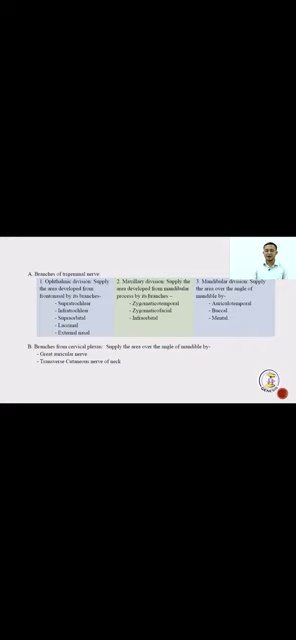 A. Branches of trigeminal nerve:
1. Ophthalmic division: Supply
the area developed from
frontonasal by its branches-
- Supratrochlear
- Infratrochlear
- Supraorbital
- Lacrimal
- External nasal
2. Maxillary division: Supply the
area developed from mandibular
process by its branches –
- Zygomaticotemporal
- Zygomaticofacial
- Infraorbital
3. Mandibular division: Supply
the area over the angle of
mandible by-
- Auriculotemporal
- Buccal
- Mental
B. Branches from cervical plexus: Supply the area over the angle of mandible by-
- Great auricular nerve
- Transverse Cutaneous nerve of neck
GENESIS